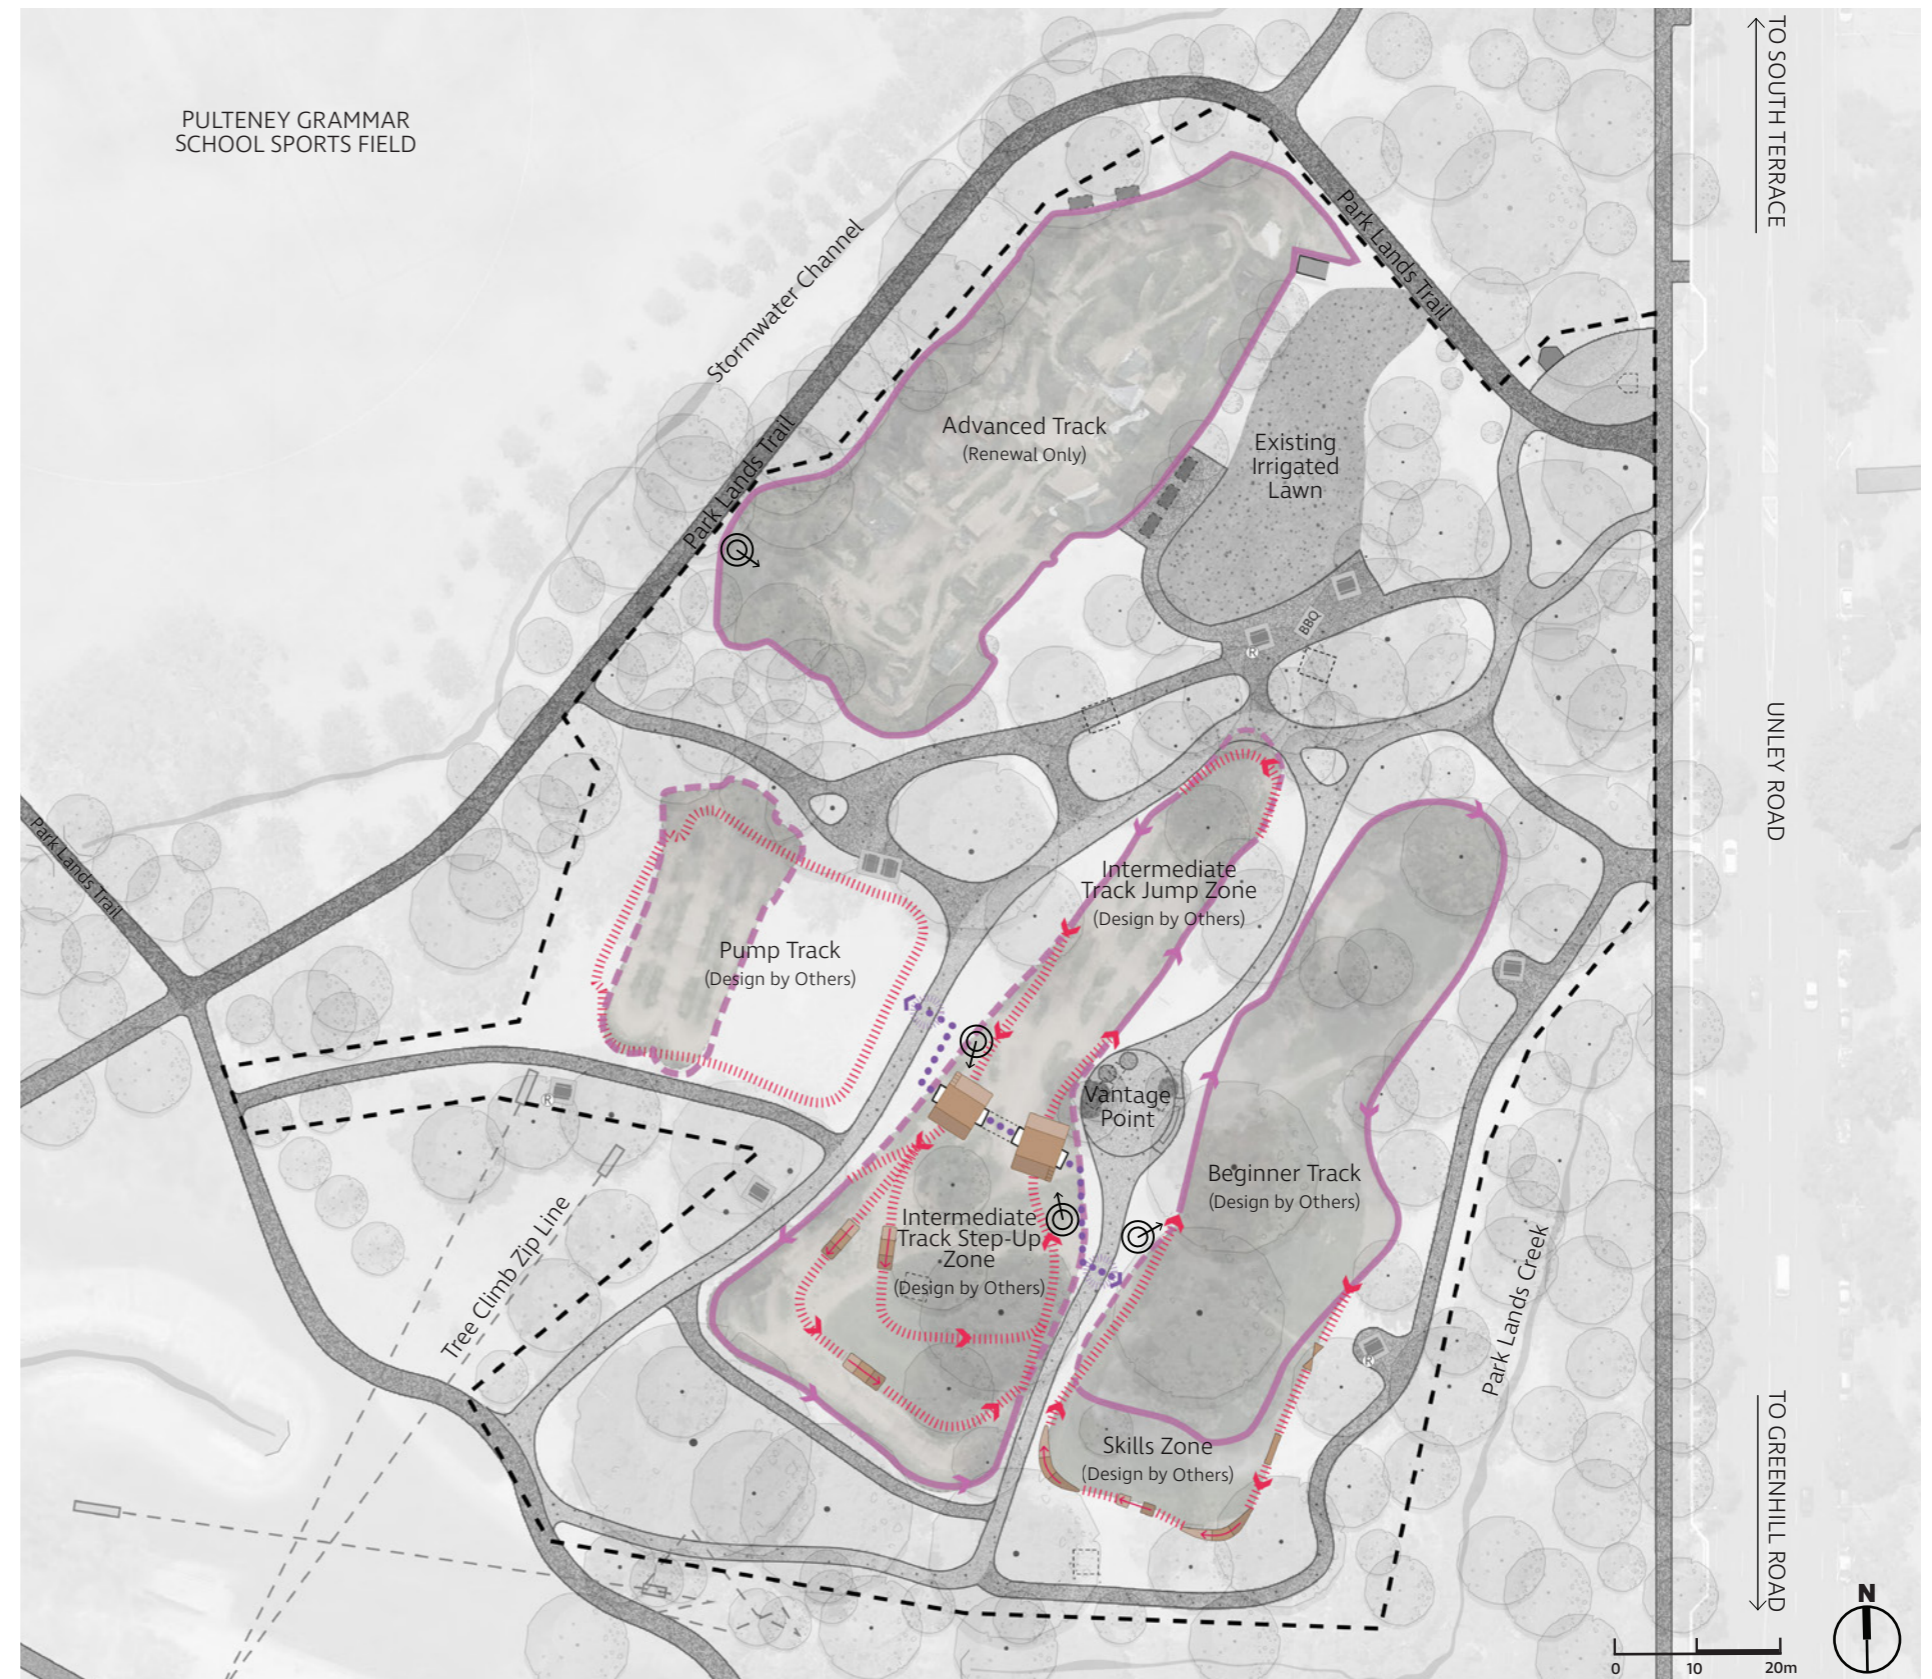 PULTENEY GRAMMAR
SCHOOL SPORTS FIELD
TO SOUTH TERRACE
Park Lands Trail
Stormwater Channel
Park Lands Trail
Advanced Track
(Renewal Only)
Existing
Irrigated
Lawn
BBQ
R
UNLEY ROAD
Park Lands Trail
Intermediate
Track Jump Zone
(Design by Others)
Pump Track
(Design by Others)
R
Vantage
Point
Beginner Track
(Design by Others)
Intermediate
Track Step-Up
Zone
(Design by Others)
Tree Climb Zip Line
Park Lands Creek
R
Skills Zone
(Design by Others)
TO GREENHILL ROAD
N
0 10 20m